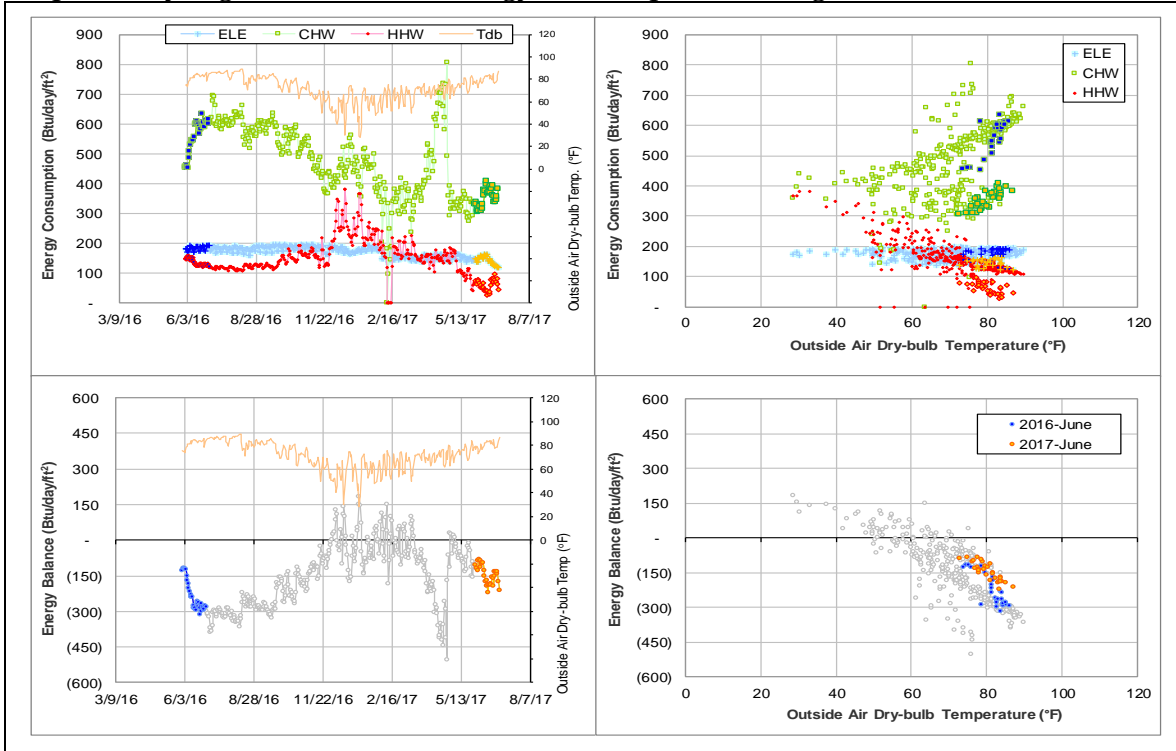 900
800
700
600
500
400
300
200
100
-
Energy Consumption (Btu/day/ft²)
ELE CHW HHW Tdb
120
100
80
60
40
20
0
Outside Air Dry-bulb Temp. (°F)
3/9/16 6/3/16 8/28/16 11/22/16 2/16/17 5/13/17 8/7/17
900
800
700
600
500
400
300
200
100
-
Energy Consumption (Btu/day/ft²)
ELE
CHW
HHW
0 20 40 60 80 100 120
Outside Air Dry-bulb Temperature (°F)
600
450
300
150
-
(150)
(300)
(450)
(600)
Energy Balance (Btu/day/ft²)
120
100
80
60
40
20
0
Outside Air Dry-bulb Temp (°F)
3/9/16 6/3/16 8/28/16 11/22/16 2/16/17 5/13/17 8/7/17
600
450
300
150
-
(150)
(300)
(450)
(600)
Energy Balance (Btu/day/ft²)
2016-June
2017-June
0 20 40 60 80 100 120
Outside Air Dry-bulb Temperature (°F)